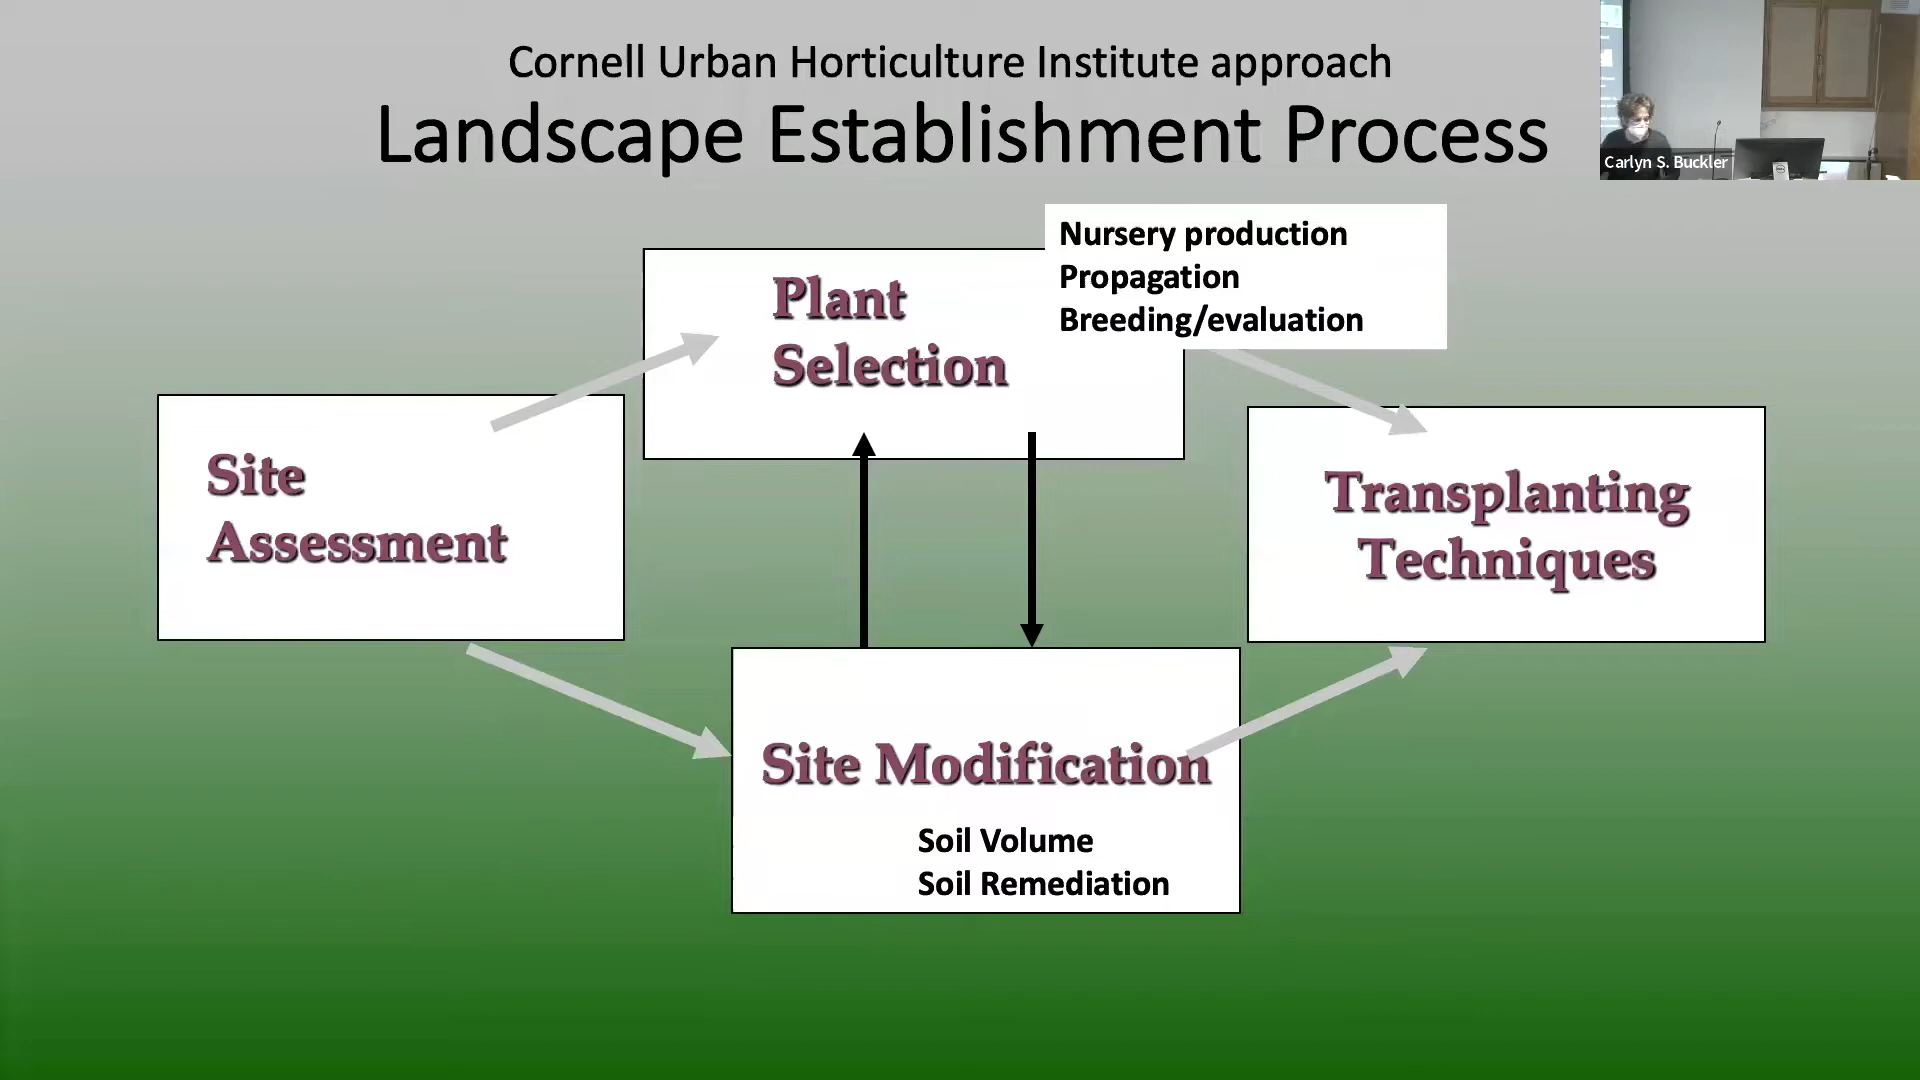 Cornell Urban Horticulture Institute approach
Landscape Establishment Process
Carlyn S. Buckler
Nursery production
Propagation
Breeding/evaluation
Plant
Selection
Site
Assessment
Transplanting
Techniques
Site Modification
Soil Volume
Soil Remediation